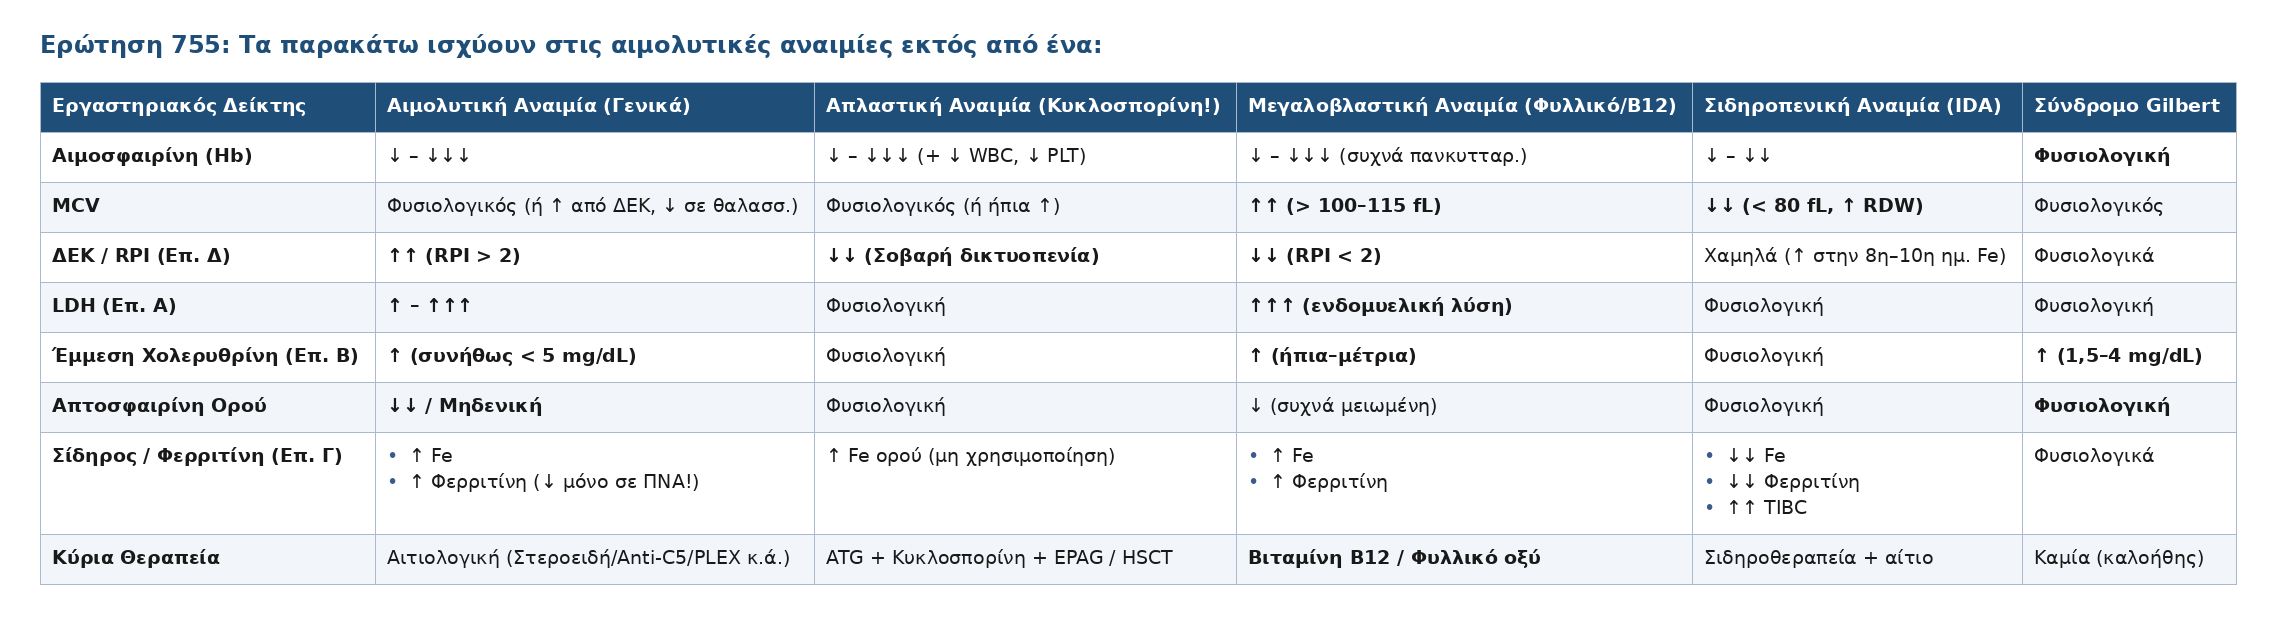 Ερώτηση 755: Τα παρακάτω ισχύουν στις αιμολυτικές αναιμίες εκτός από ένα:
Εργαστηριακός Δείκτης | Αιμολυτική Αναιμία (Γενικά) | Απλαστική Αναιμία (Κυκλοσπορίνη!) | Μεγαλοβλαστική Αναιμία (Φυλλικό/B12) | Σιδηροπενική Αναιμία (IDA) | Σύνδρομο Gilbert
Αιμοσφαιρίνη (Hb) | ↓ – ↓↓↓ | ↓ – ↓↓↓ (+ ↓ WBC, ↓ PLT) | ↓ – ↓↓↓ (συχνά πανκυτταρ.) | ↓ – ↓↓ | Φυσιολογική
MCV | Φυσιολογικός (ή ↑ από ΔΕΚ, ↓ σε θαλασσ.) | Φυσιολογικός (ή ήπια ↑) | ↑↑ (> 100–115 fL) | ↓↓ (< 80 fL, ↑ RDW) | Φυσιολογικός
ΔΕΚ / RPI (Επ. Δ) | ↑↑ (RPI > 2) | ↓↓ (Σοβαρή δικτυοπενία) | ↓↓ (RPI < 2) | Χαμηλά (↑ στην 8η–10η ημ. Fe) | Φυσιολογικά
LDH (Επ. Α) | ↑ – ↑↑↑ | Φυσιολογική | ↑↑↑ (ενδομυελική λύση) | Φυσιολογική | Φυσιολογική
Έμμεση Χολερυθρίνη (Επ. Β) | ↑ (συνήθως < 5 mg/dL) | Φυσιολογική | ↑ (ήπια–μέτρια) | Φυσιολογική | ↑ (1,5–4 mg/dL)
Απτοσφαιρίνη Ορού | ↓↓ / Μηδενική | Φυσιολογική | ↓ (συχνά μειωμένη) | Φυσιολογική | Φυσιολογική
Σίδηρος / Φερριτίνη (Επ. Γ) | • ↑ Fe | ↑ Fe ορού (μη χρησιμοποίηση) | • ↑ Fe | • ↓↓ Fe | Φυσιολογικά
• ↑ Φερριτίνη (↓ μόνο σε ΠΝΑ!) | • ↑ Φερριτίνη | • ↓↓ Φερριτίνη
• ↑↑ TIBC
Κύρια Θεραπεία | Αιτιολογική (Στεροειδή/Anti-C5/PLEX κ.ά.) | ATG + Κυκλοσπορίνη + EPAG / HSCT | Βιταμίνη B12 / Φυλλικό οξύ | Σιδηροθεραπεία + αίτιο | Καμία (καλοήθης)